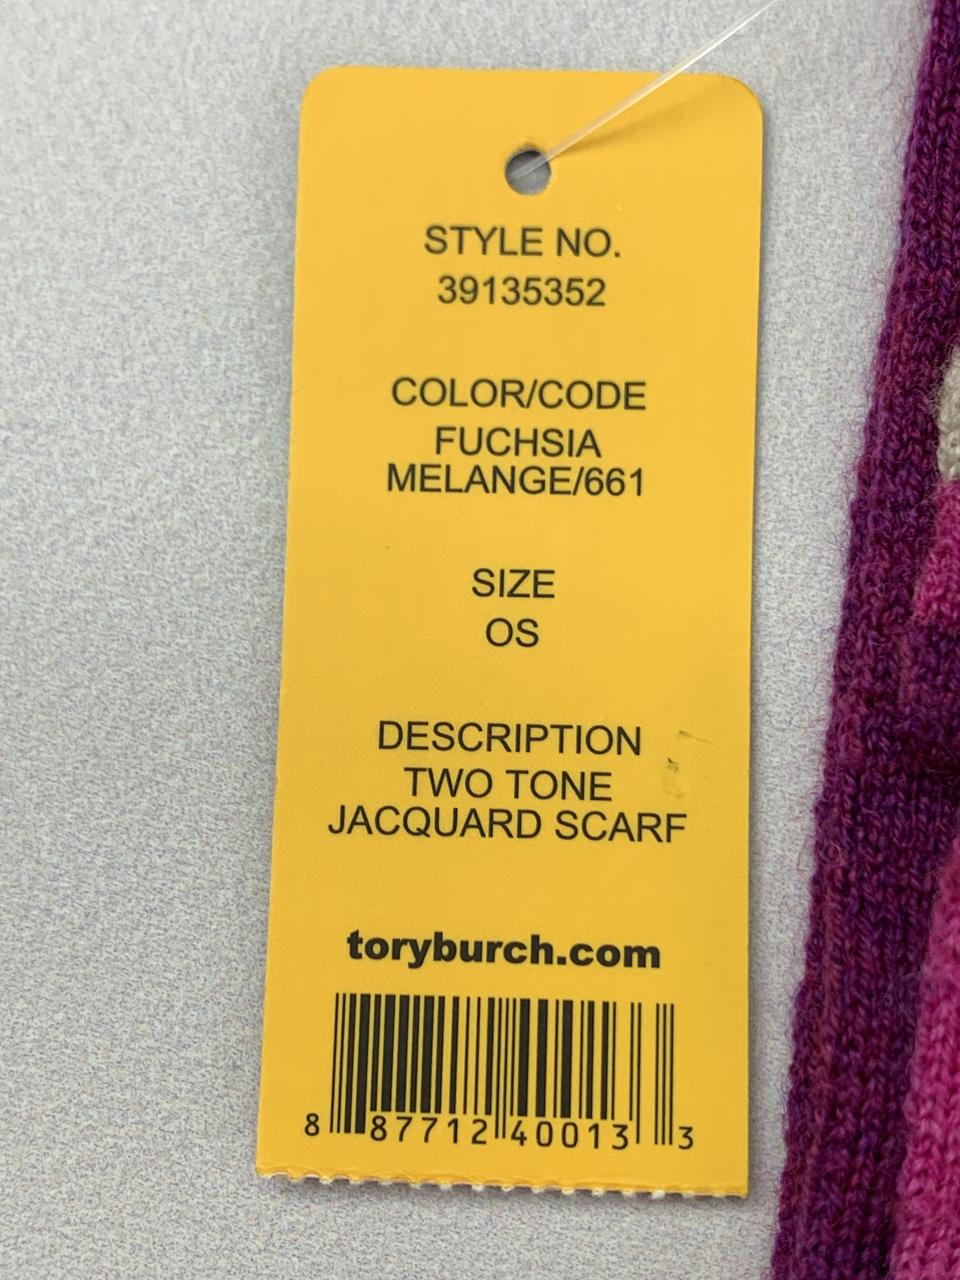 STYLE NO.
39135352
COLOR/CODE
FUCHSIA
MELANGE/661
SIZE
OS
DESCRIPTION
TWO TONE
JACQUARD SCARF
toryburch.com
8 87712 40013 3